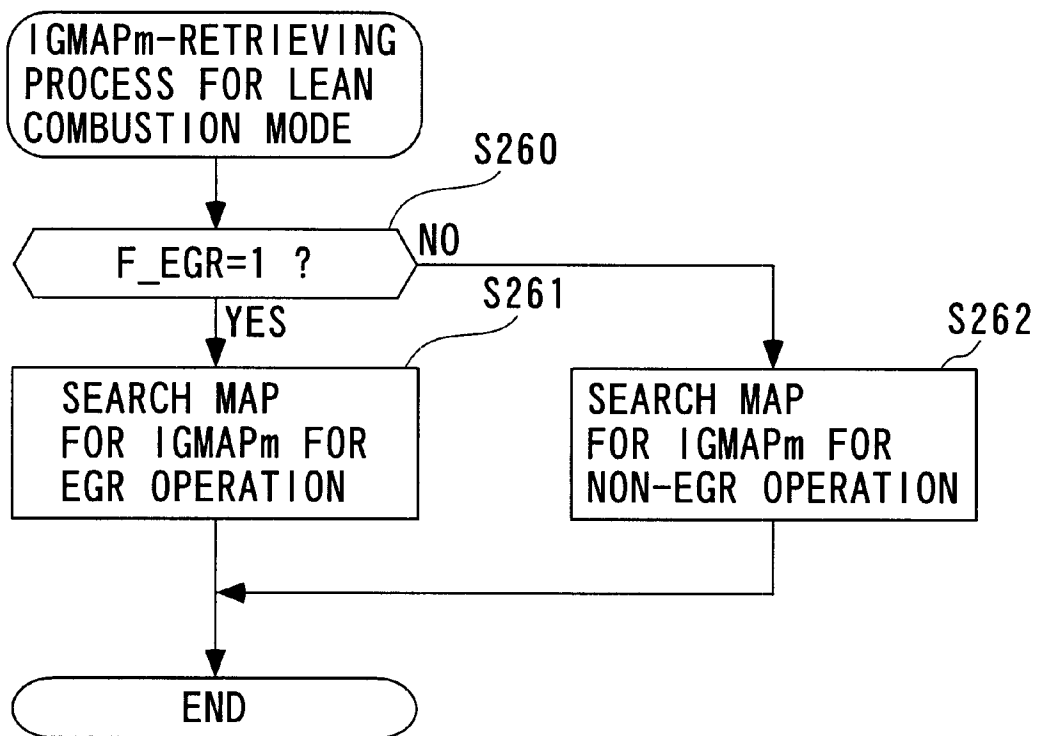 IGMAPm-RETRIEVING
PROCESS FOR LEAN
COMBUSTION MODE
S260
F_EGR=1 ?
NO
YES
S261
S262
SEARCH MAP
FOR IGMAPm FOR
EGR OPERATION
SEARCH MAP
FOR IGMAPm FOR
NON-EGR OPERATION
END